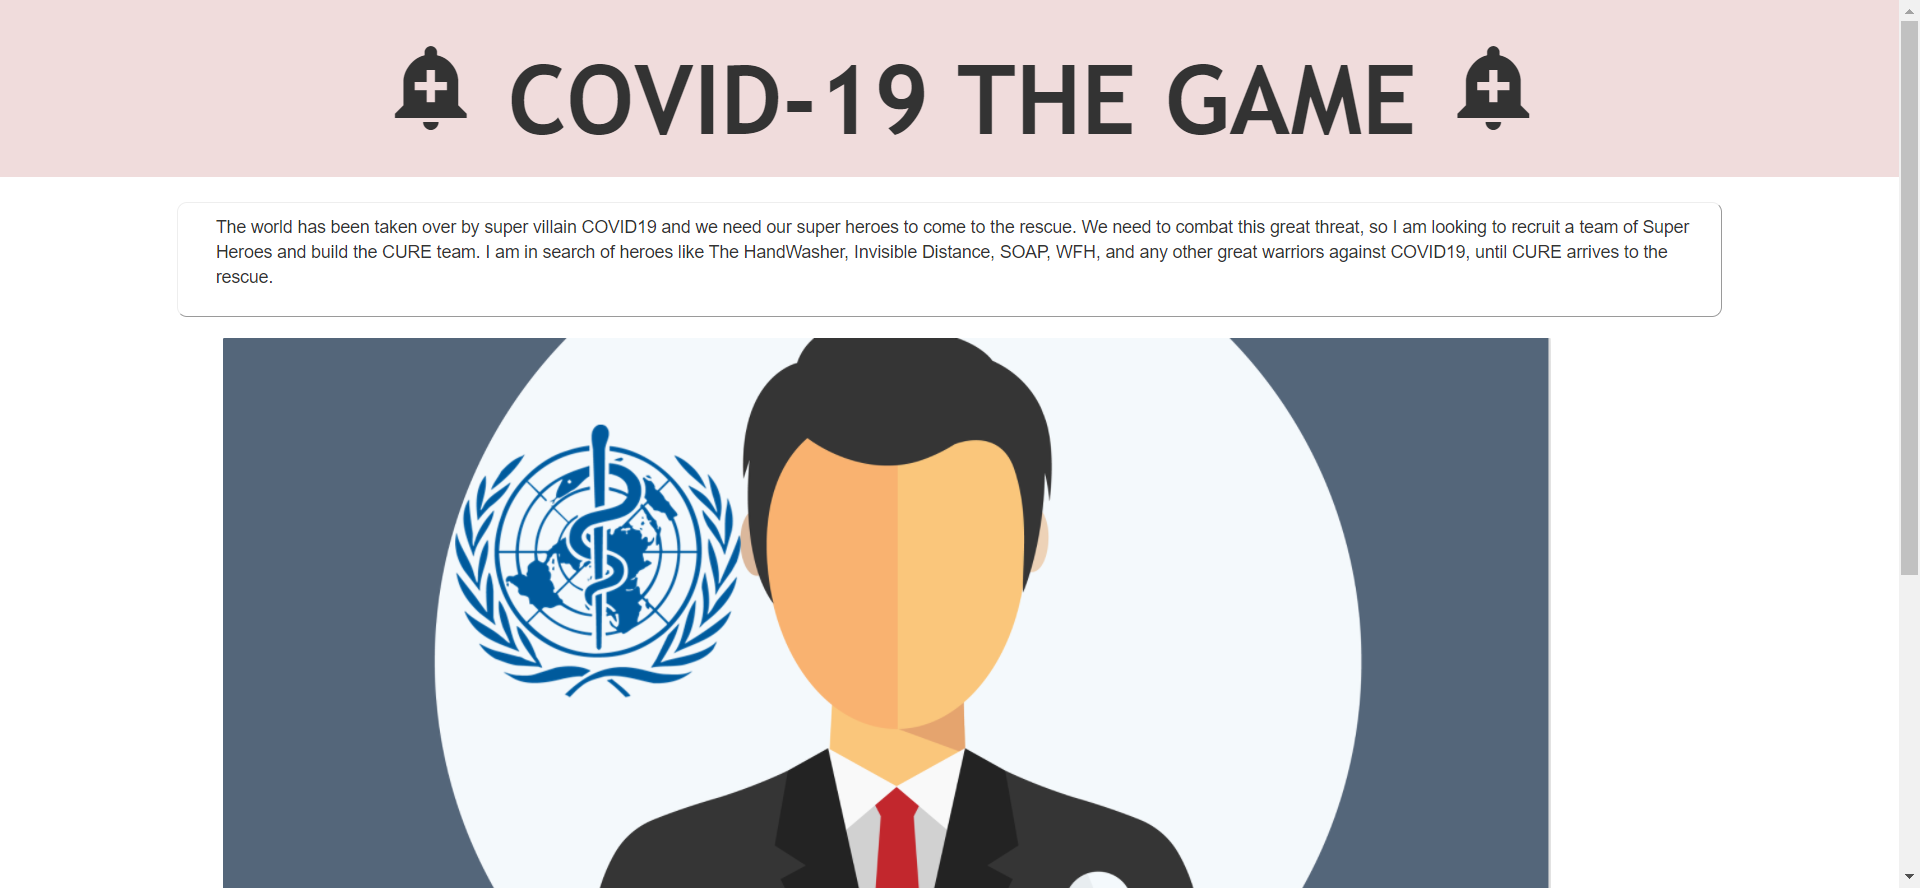 COVID-19 THE GAME
The world has been taken over by super villain COVID19 and we need our super heroes to come to the rescue. We need to combat this great threat, so I am looking to recruit a team of Super
Heroes and build the CURE team. I am in search of heroes like The HandWasher, Invisible Distance, SOAP, WFH, and any other great warriors against COVID19, until CURE arrives to the
rescue.